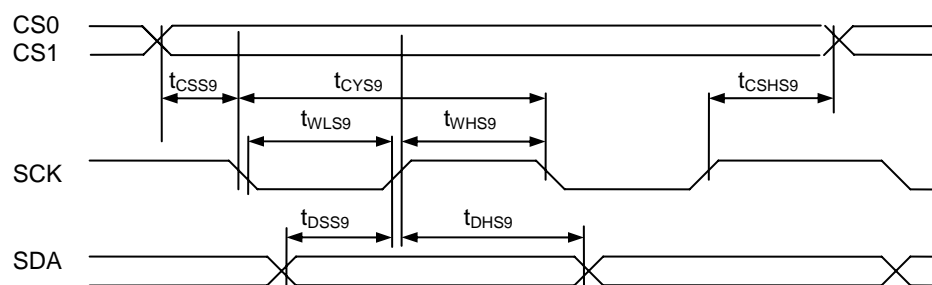 CS0
CS1
tCSS9
tCYS9
tCSHS9
tWLS9
tWHS9
SCK
tDSS9
tDHS9
SDA